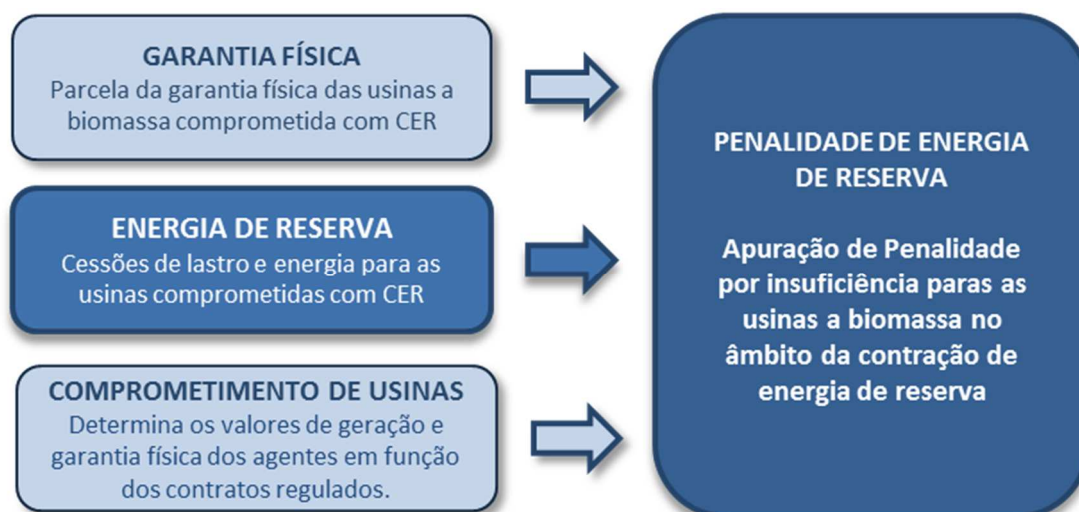 GARANTIA FÍSICA
Parcela da garantia física das usinas a
biomassa comprometida com CER
ENERGIA DE RESERVA
Cessões de lastro e energia para as
usinas comprometidas com CER
COMPROMETIMENTO DE USINAS
Determina os valores de geração e
garantia física dos agentes em função
dos contratos regulados.
PENALIDADE DE ENERGIA
DE RESERVA
Apuração de Penalidade
por insuficiência paras as
usinas a biomassa no
âmbito da contração de
energia de reserva